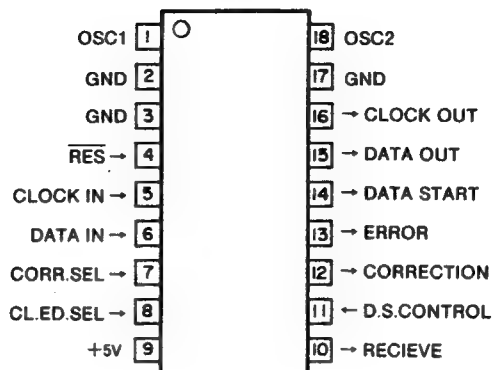 OSC1 1 18 OSC2
GND 2 17 GND
GND 3 16 → CLOCK OUT
RES → 4 15 → DATA OUT
CLOCK IN → 5 14 → DATA START
DATA IN → 6 13 → ERROR
CORR.SEL → 7 12 → CORRECTION
CL.ED.SEL → 8 11 ← D.S.CONTROL
+5V 9 10 → RECIEVE